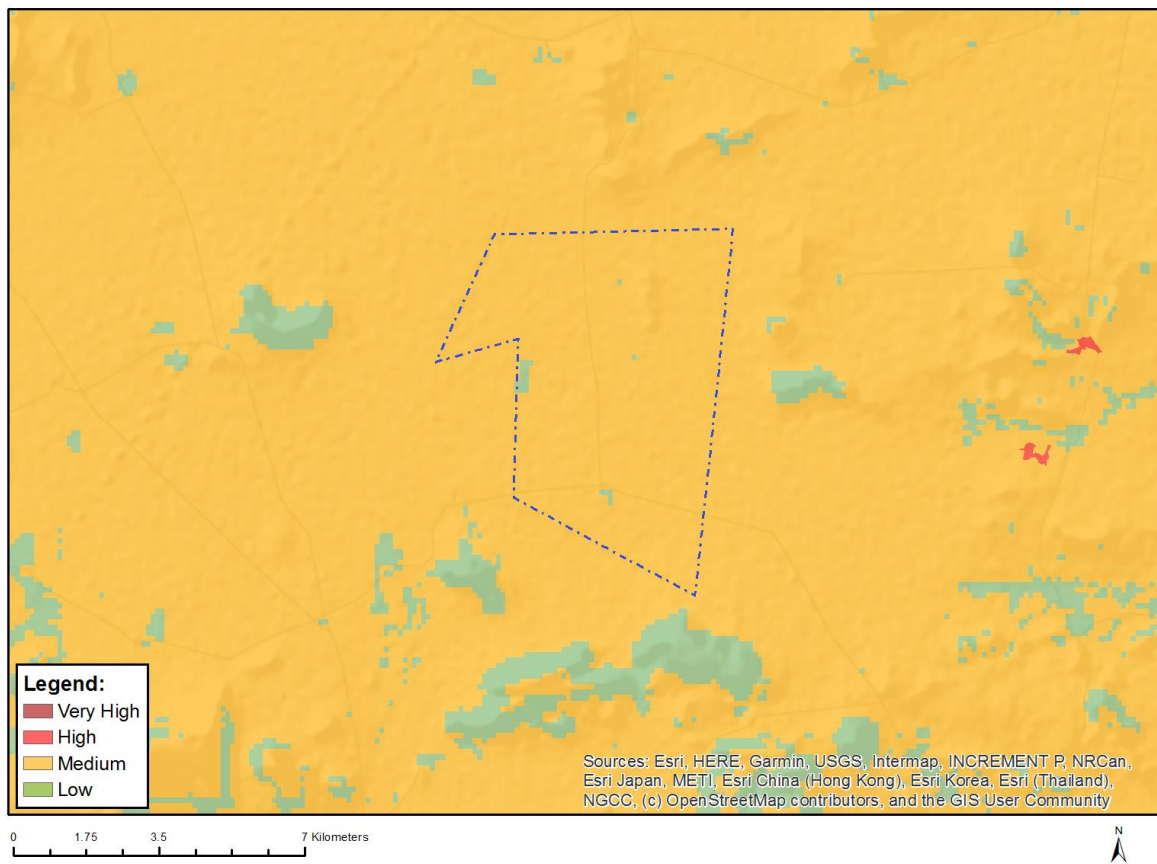 Legend:
Very High
High
Medium
Low
Sources: Esri, HERE, Garmin, USGS, Intermap, INCREMENT P, NRCan,
Esri Japan, METI, Esri China (Hong Kong), Esri Korea, Esri (Thailand),
NGCC, (c) OpenStreetMap contributors, and the GIS User Community
0 1.75 3.5 7 Kilometers
N